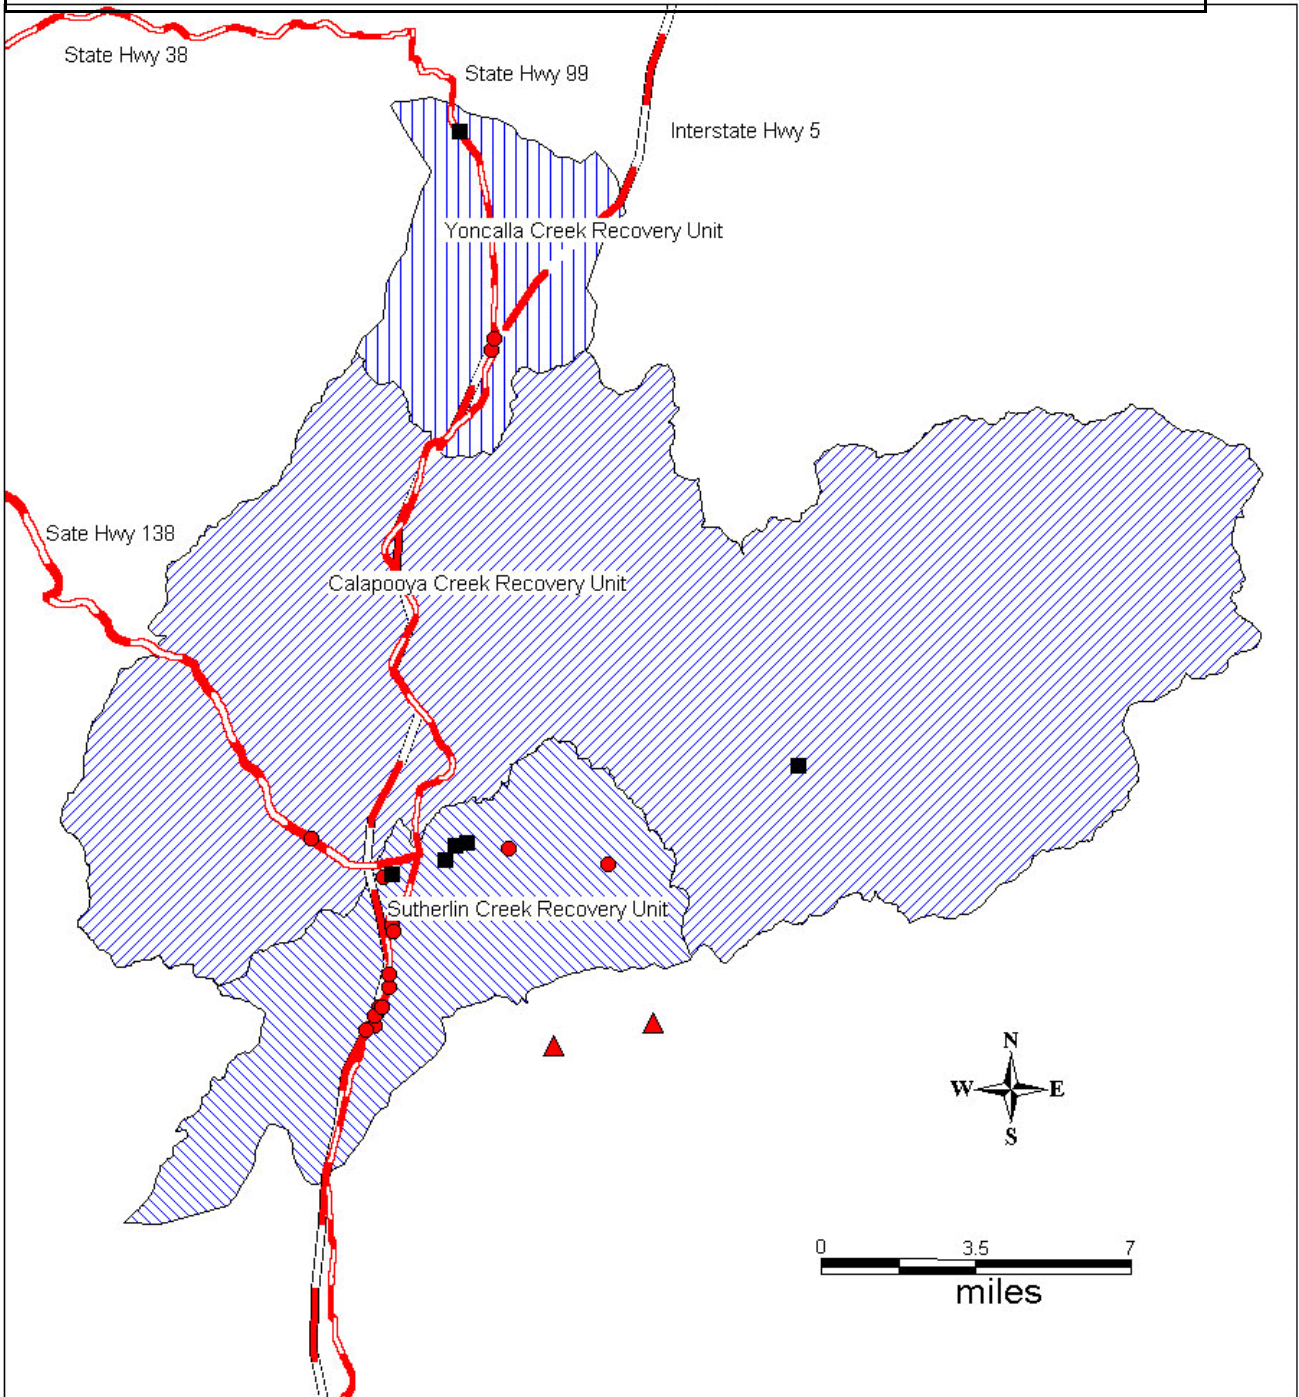 State Hwy 38
State Hwy 99
Interstate Hwy 5
Yoncalla Creek Recovery Unit
Sate Hwy 138
Calapooya Creek Recovery Unit
Sutherlin Creek Recovery Unit
N
W E
S
0 3.5 7
miles